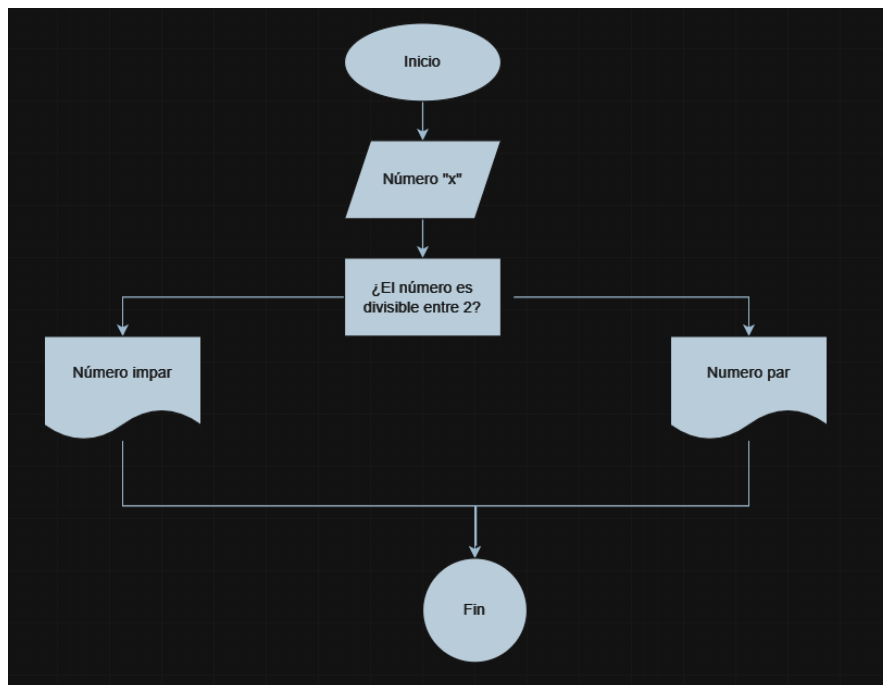 Inicio
Número "x"
¿El número es
divisible entre 2?
Número impar
Numero par
Fin